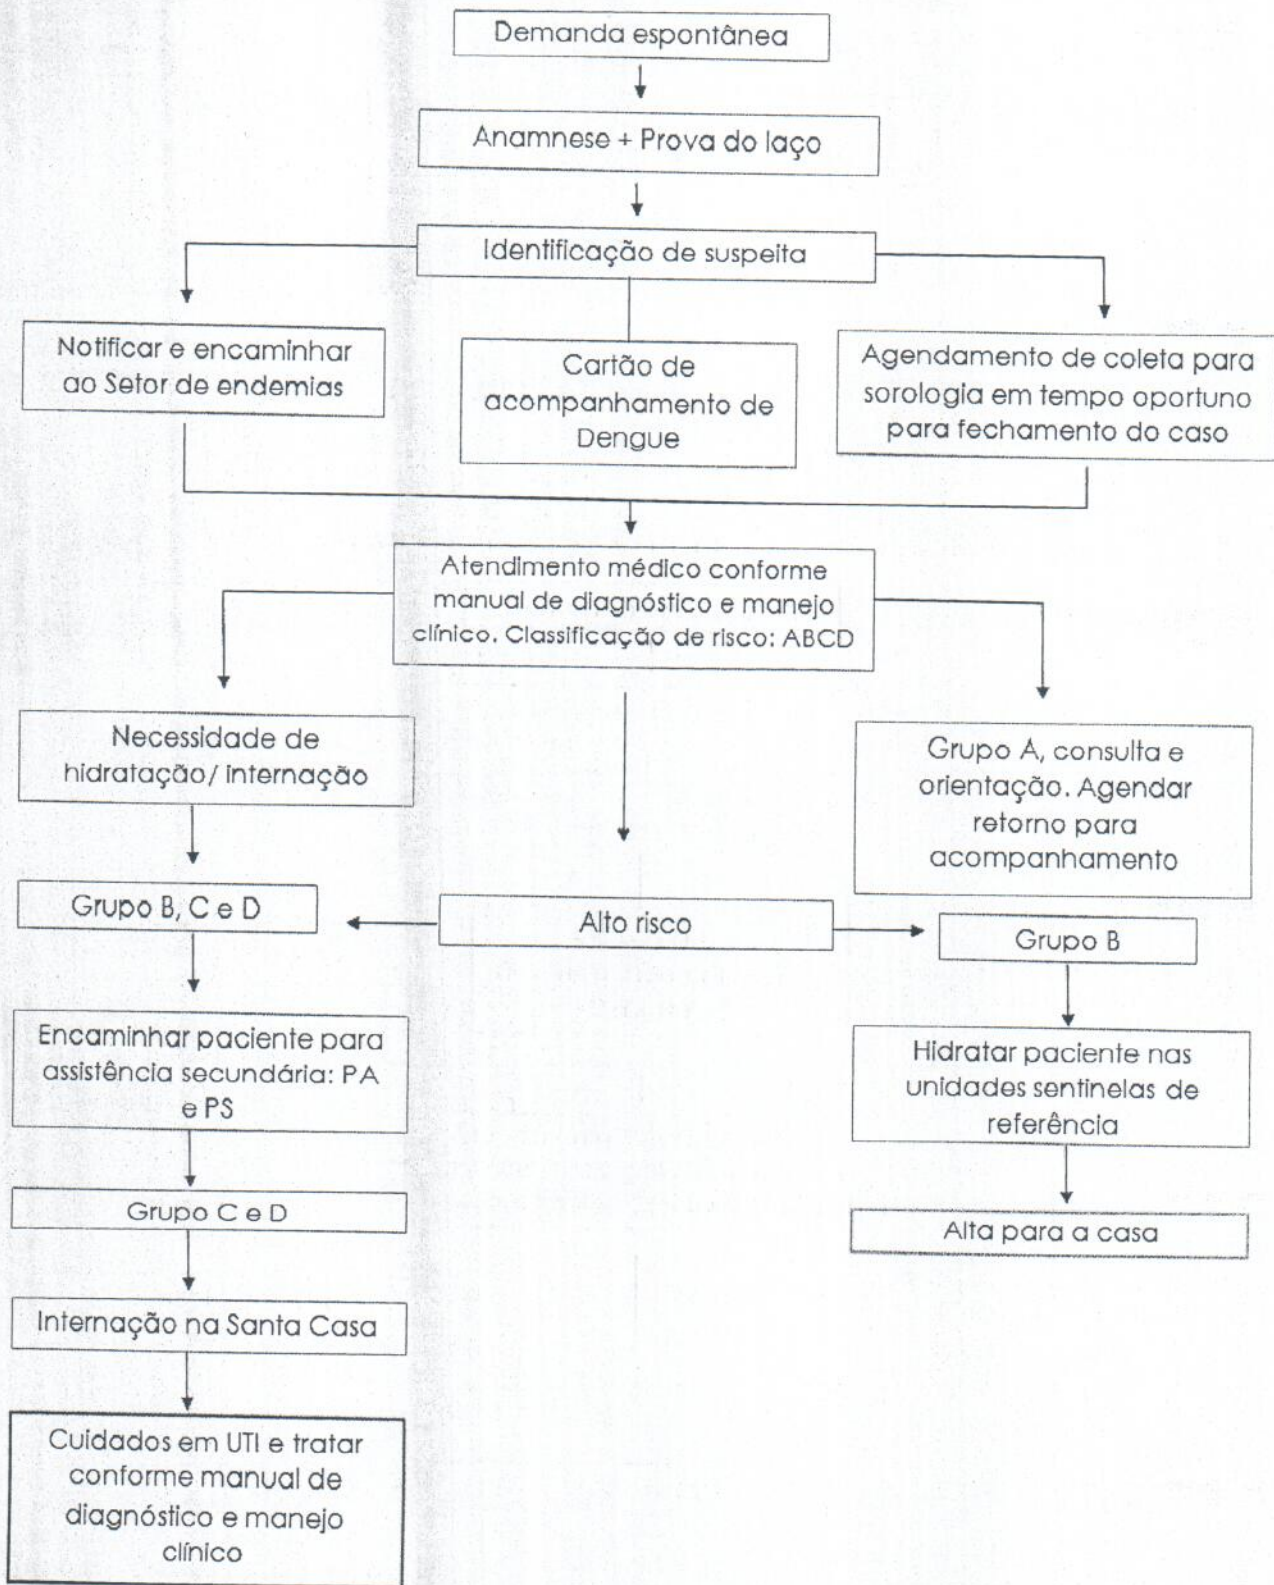 Demanda espontânea
Anamnese + Prova do laço
Identificação de suspeita
Notificar e encaminhar
ao Setor de endemias
Cartão de
acompanhamento de
Dengue
Agendamento de coleta para
sorologia em tempo oportuno
para fechamento do caso
Atendimento médico conforme
manual de diagnóstico e manejo
clínico. Classificação de risco: ABCD
Necessidade de
hidratação/ internação
Grupo A, consulta e
orientação. Agendar
retorno para
acompanhamento
Grupo B, C e D
Alto risco
Grupo B
Encaminhar paciente para
assistência secundária: PA
e PS
Hidratar paciente nas
unidades sentinelas de
referência
Grupo C e D
Alta para a casa
Internação na Santa Casa
Cuidados em UTI e tratar
conforme manual de
diagnóstico e manejo
clínico